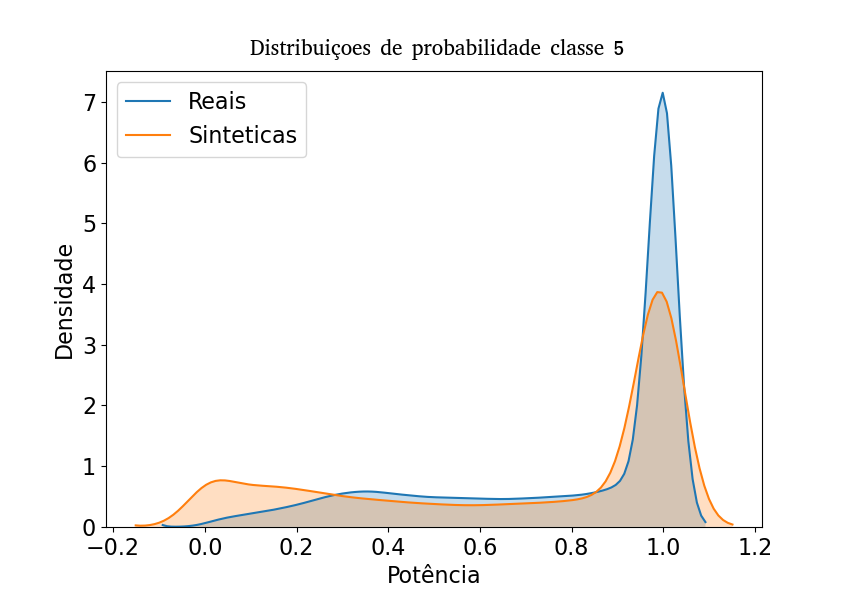 Distribuiçoes de probabilidade classe 5
Reais
Sinteticas
7
6
5
4
3
2
1
0
Densidade
−0.2 0.0 0.2 0.4 0.6 0.8 1.0 1.2
Potência